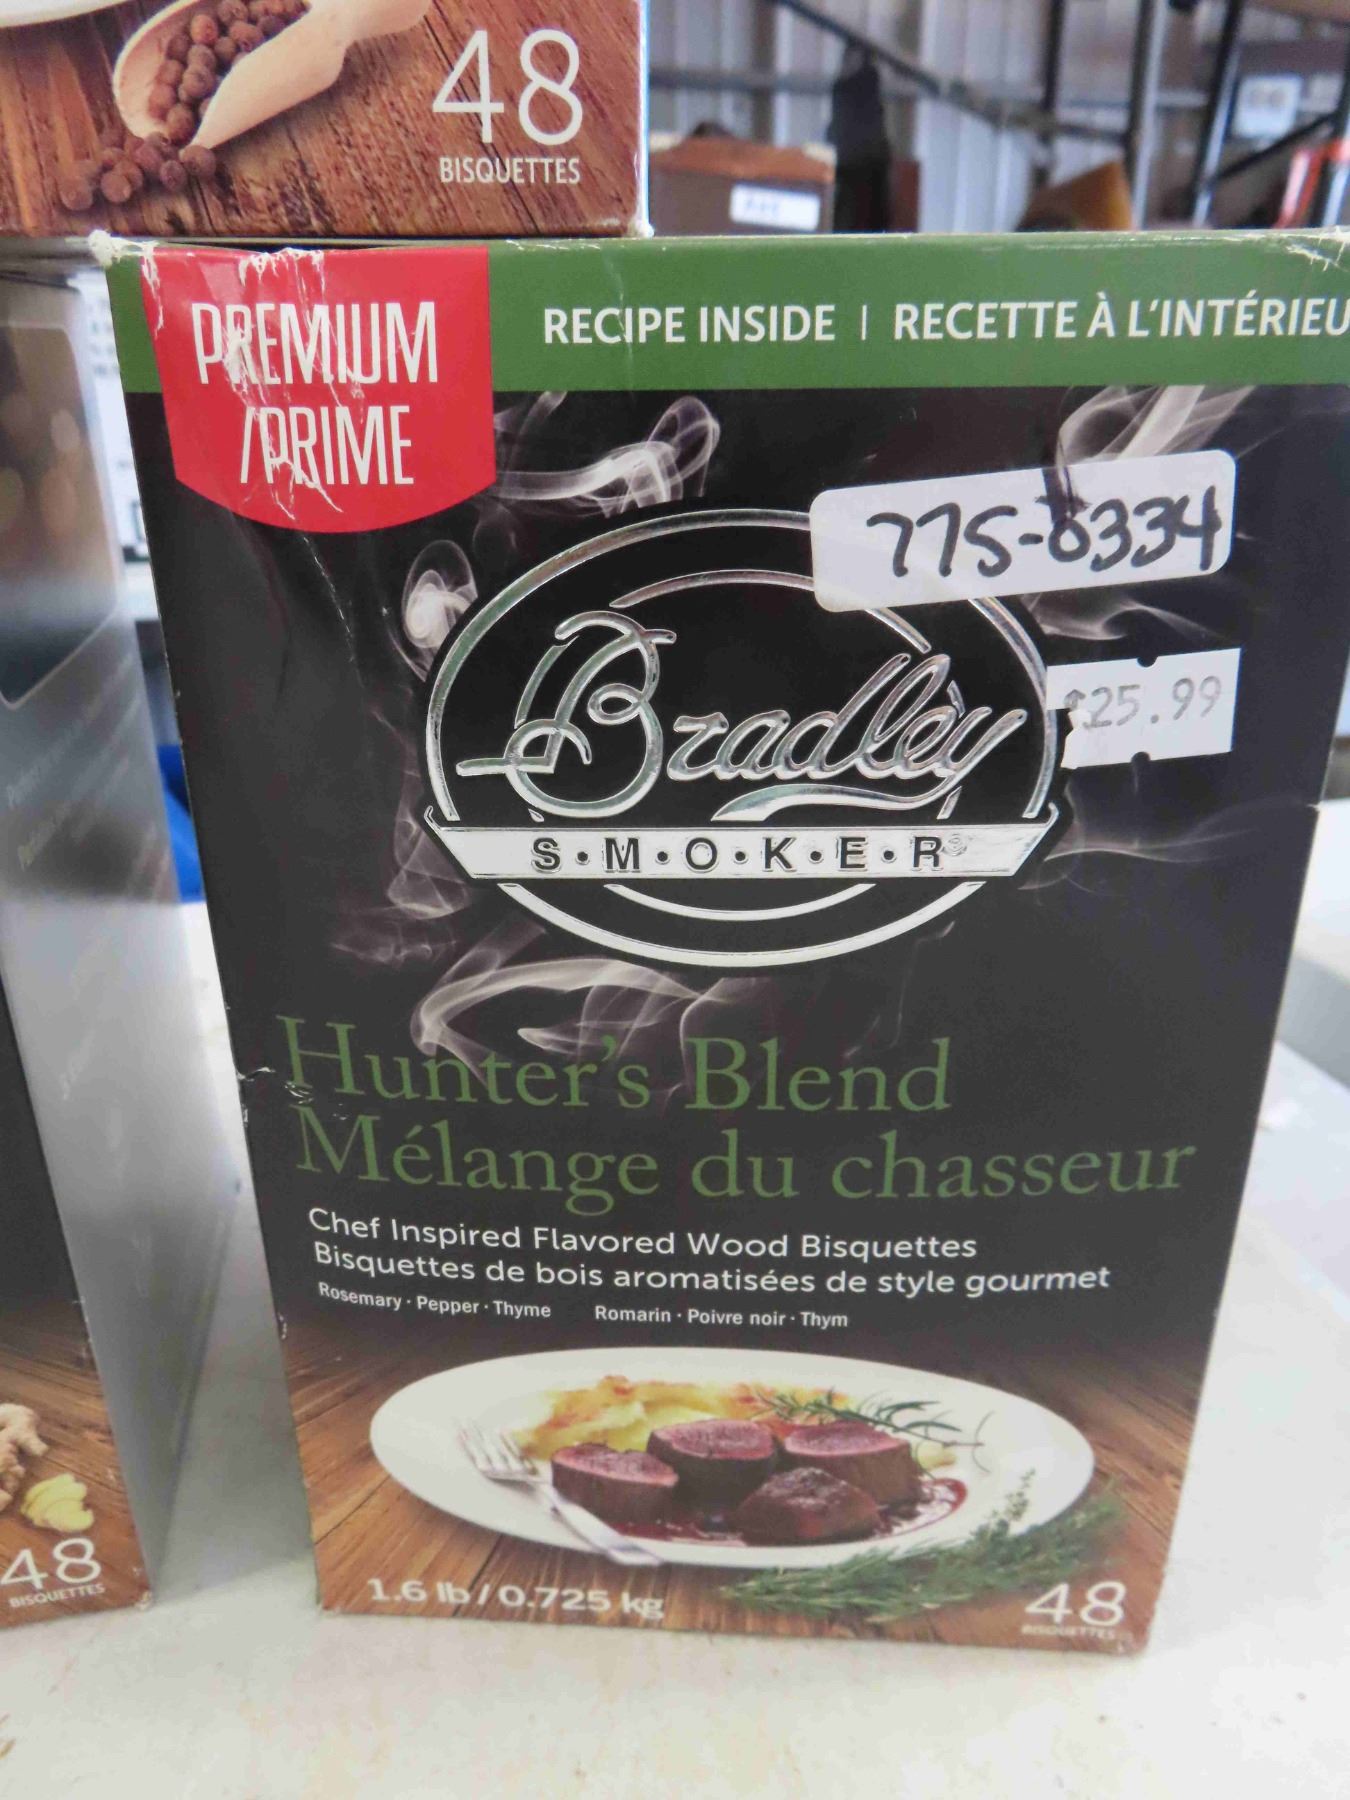 48
BISQUETTES
PREMIUM
/PRIME
RECIPE INSIDE | RECETTE À L'INTÉRIEU
775-0334
$25.99
Bradley
S•M•O•K•E•R®
Hunter's Blend
Mélange du chasseur
Chef Inspired Flavored Wood Bisquettes
Bisquettes de bois aromatisées de style gourmet
Rosemary · Pepper · Thyme Romarin · Poivre noir · Thym
1.6 lb / 0.725 kg
48
BISQUETTES
48
BISQUETTES